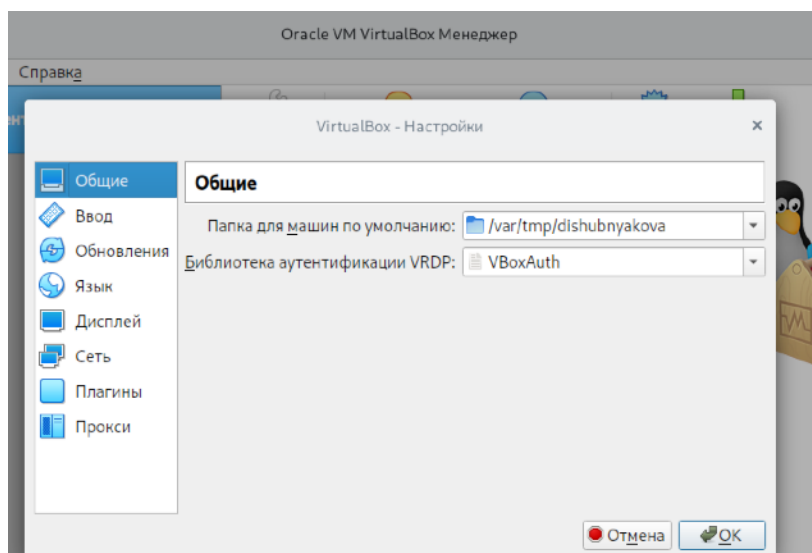 Oracle VM VirtualBox Менеджер
Справка
VirtualBox - Настройки
Общие
Ввод
Обновления
Язык
Дисплей
Сеть
Плагины
Прокси
Общие
Папка для машин по умолчанию: /var/tmp/dishubnyakova
Библиотека аутентификации VRDP: VBoxAuth
Отмена OK